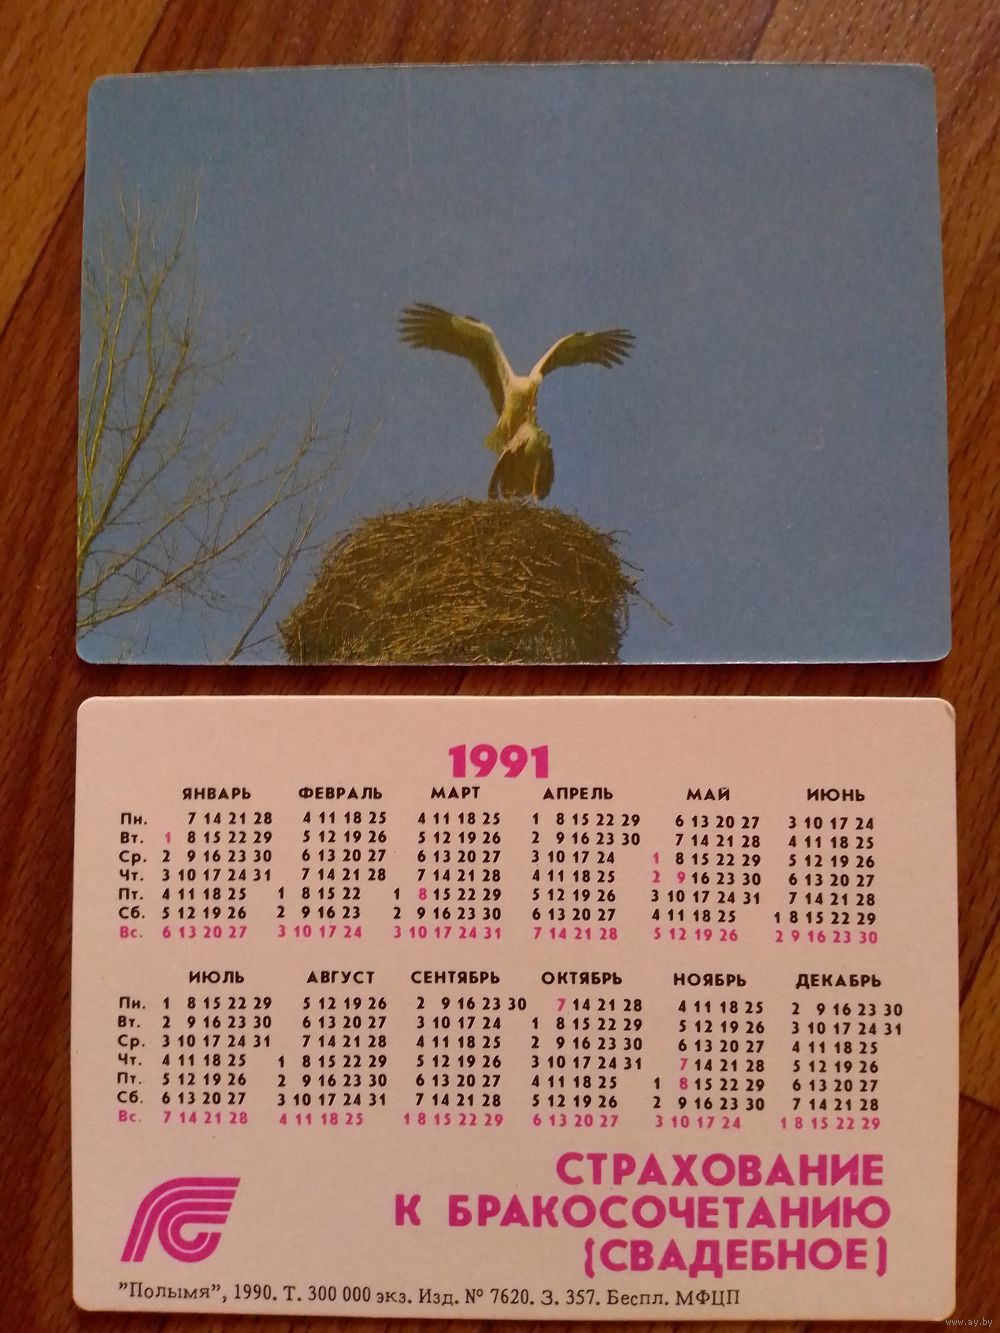 1991
ЯНВАРЬ ФЕВРАЛЬ МАРТ АПРЕЛЬ МАЙ ИЮНЬ
Пн. 7 14 21 28 4 11 18 25 4 11 18 25 1 8 15 22 29 6 13 20 27 3 10 17 24
Вт. 1 8 15 22 29 5 12 19 26 5 12 19 26 2 9 16 23 30 7 14 21 28 4 11 18 25
Ср. 2 9 16 23 30 6 13 20 27 6 13 20 27 3 10 17 24 1 8 15 22 29 5 12 19 26
Чт. 3 10 17 24 31 7 14 21 28 7 14 21 28 4 11 18 25 2 9 16 23 30 6 13 20 27
Пт. 4 11 18 25 1 8 15 22 1 8 15 22 29 5 12 19 26 3 10 17 24 31 7 14 21 28
Сб. 5 12 19 26 2 9 16 23 2 9 16 23 30 6 13 20 27 4 11 18 25 1 8 15 22 29
Вс. 6 13 20 27 3 10 17 24 3 10 17 24 31 7 14 21 28 5 12 19 26 2 9 16 23 30
ИЮЛЬ АВГУСТ СЕНТЯБРЬ ОКТЯБРЬ НОЯБРЬ ДЕКАБРЬ
Пн. 1 8 15 22 29 5 12 19 26 2 9 16 23 30 7 14 21 28 4 11 18 25 2 9 16 23 30
Вт. 2 9 16 23 30 6 13 20 27 3 10 17 24 1 8 15 22 29 5 12 19 26 3 10 17 24 31
Ср. 3 10 17 24 31 7 14 21 28 4 11 18 25 2 9 16 23 30 6 13 20 27 4 11 18 25
Чт. 4 11 18 25 1 8 15 22 29 5 12 19 26 3 10 17 24 31 7 14 21 28 5 12 19 26
Пт. 5 12 19 26 2 9 16 23 30 6 13 20 27 4 11 18 25 1 8 15 22 29 6 13 20 27
Сб. 6 13 20 27 3 10 17 24 31 7 14 21 28 5 12 19 26 2 9 16 23 30 7 14 21 28
Вс. 7 14 21 28 4 11 18 25 1 8 15 22 29 6 13 20 27 3 10 17 24 1 8 15 22 29
СТРАХОВАНИЕ
К БРАКОСОЧЕТАНИЮ
(СВАДЕБНОЕ)
"Полымя", 1990. Т. 300 000 экз. Изд. № 7620. З. 357. Беспл. МФЦП
www.ay.by